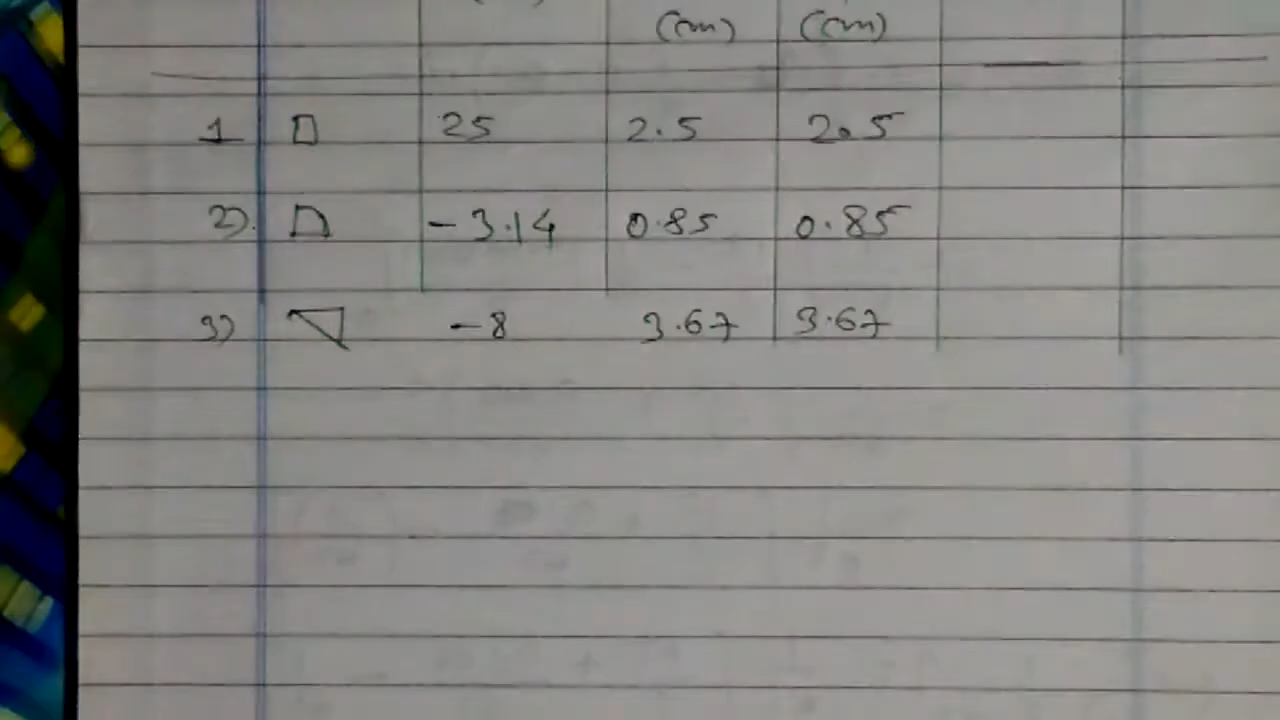 (cm) (cm)
1 25 2.5 2.5
2). -3.14 0.85 0.85
3) -8 3.67 3.67